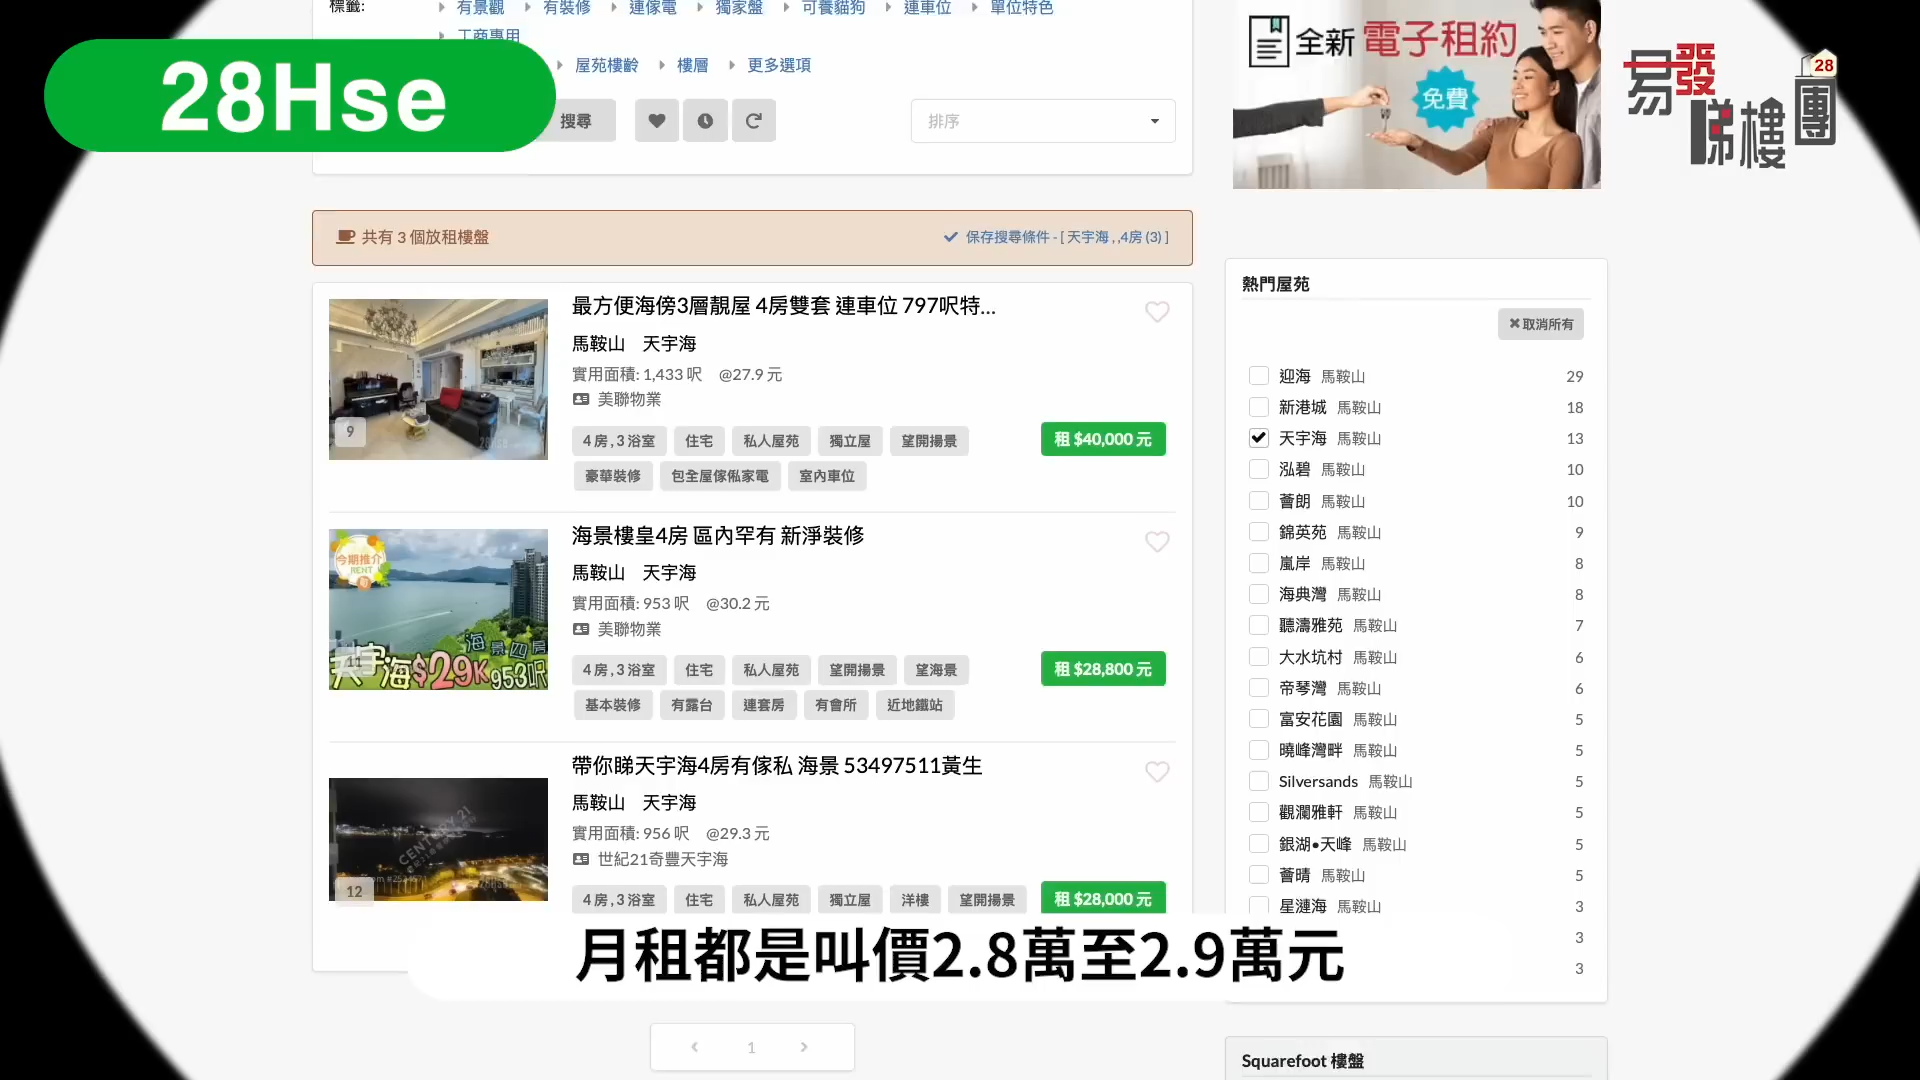 標籤:
有景觀 有裝修 連傢電 獨家盤 可養貓狗 連車位 單位特色
工商專用
屋苑樓齡 樓層 更多選項
28Hse
搜尋
排序
全新 電子租約
免費
易發睇樓團 28
共有 3 個放租樓盤
保存搜尋條件 - [ 天宇海 , ,4房 (3) ]
最方便海傍3層靚屋 4房雙套 連車位 797呎特...
馬鞍山 天宇海
實用面積: 1,433 呎 @27.9 元
美聯物業
4 房 , 3 浴室 住宅 私人屋苑 獨立屋 望開揚景
豪華裝修 包全屋傢俬家電 室內車位
租 $40,000 元
9
海景樓皇4房 區內罕有 新淨裝修
馬鞍山 天宇海
實用面積: 953 呎 @30.2 元
美聯物業
4 房 , 3 浴室 住宅 私人屋苑 望開揚景 望海景
基本裝修 有露台 連套房 有會所 近地鐵站
租 $28,800 元
今期推介
RENT
海景四房
天宇海$29K 953呎
11
帶你睇天宇海4房有傢私 海景 53497511黃生
馬鞍山 天宇海
實用面積: 956 呎 @29.3 元
世紀21奇豐天宇海
4 房 , 3 浴室 住宅 私人屋苑 獨立屋 洋樓 望開揚景
租 $28,000 元
CENTURY 21
12
月租都是叫價2.8萬至2.9萬元
1
熱門屋苑
取消所有
迎海 馬鞍山 29
新港城 馬鞍山 18
天宇海 馬鞍山 13
泓碧 馬鞍山 10
薈朗 馬鞍山 10
錦英苑 馬鞍山 9
嵐岸 馬鞍山 8
海典灣 馬鞍山 8
聽濤雅苑 馬鞍山 7
大水坑村 馬鞍山 6
帝琴灣 馬鞍山 6
富安花園 馬鞍山 5
曉峰灣畔 馬鞍山 5
Silversands 馬鞍山 5
觀瀾雅軒 馬鞍山 5
銀湖●天峰 馬鞍山 5
薈晴 馬鞍山 5
星漣海 馬鞍山 3
3
3
Squarefoot 樓盤